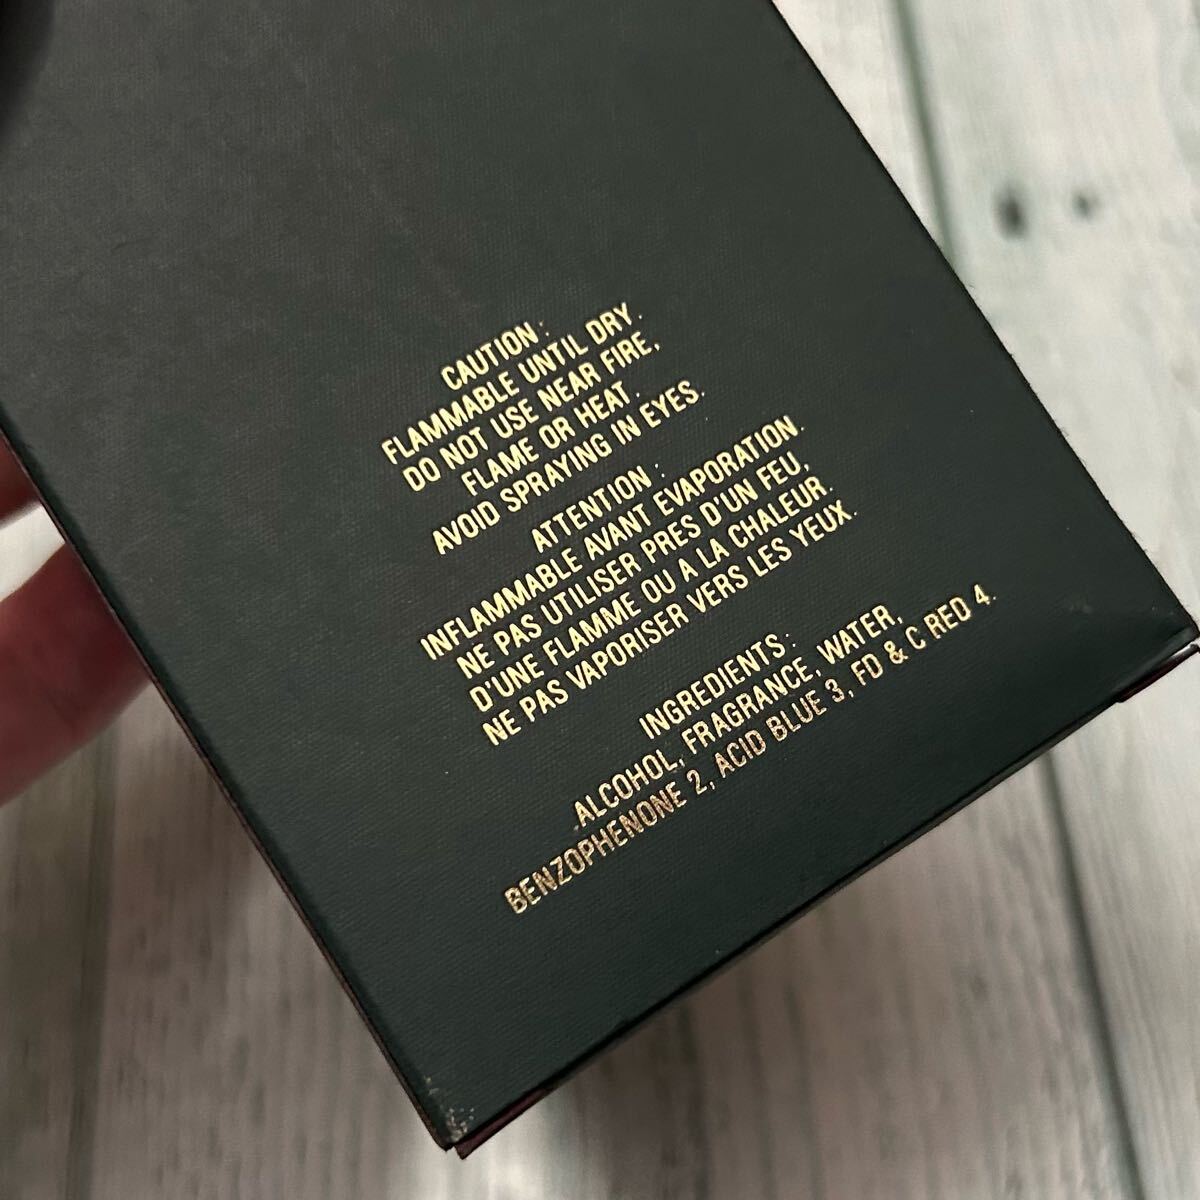 CAUTION :
FLAMMABLE UNTIL DRY.
DO NOT USE NEAR FIRE,
FLAME OR HEAT.
AVOID SPRAYING IN EYES.
ATTENTION :
INFLAMMABLE AVANT EVAPORATION.
NE PAS UTILISER PRES D'UN FEU,
D'UNE FLAMME OU A LA CHALEUR.
NE PAS VAPORISER VERS LES YEUX.
INGREDIENTS :
ALCOHOL, FRAGRANCE, WATER,
BENZOPHENONE 2, ACID BLUE 3, FD & C RED 4.